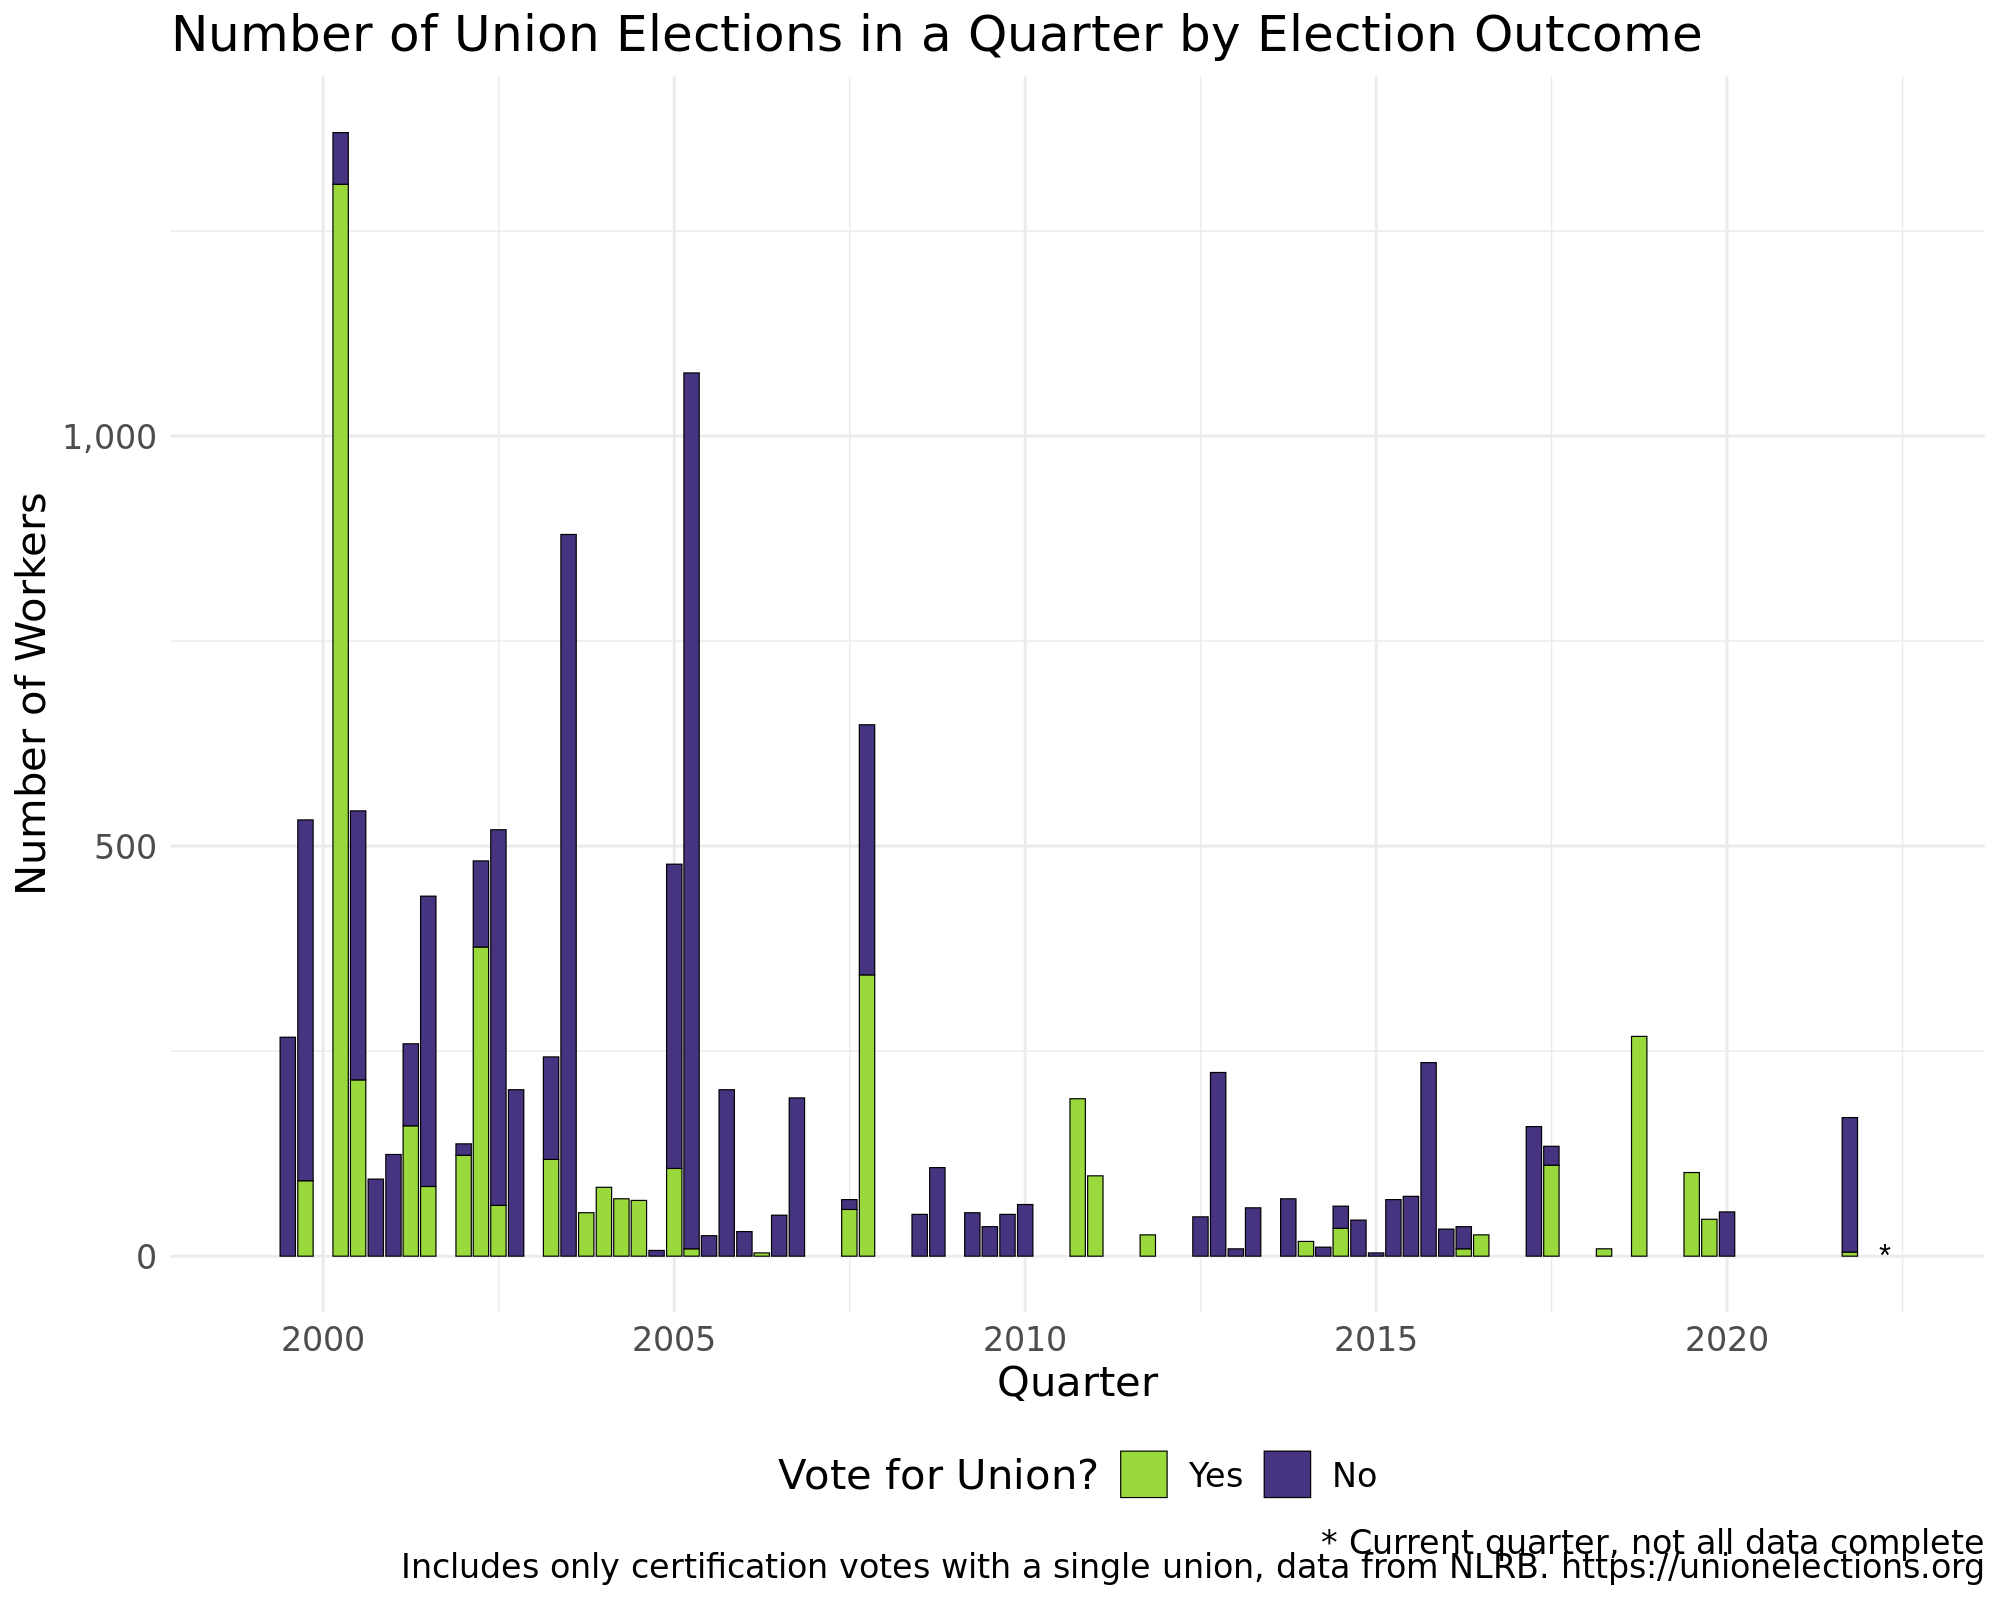 Number of Union Elections in a Quarter by Election Outcome
Number of Workers
1,000
500
0
*
2000 2005 2010 2015 2020
Quarter
Vote for Union? Yes No
* Current quarter, not all data complete
Includes only certification votes with a single union, data from NLRB. https://unionelections.org